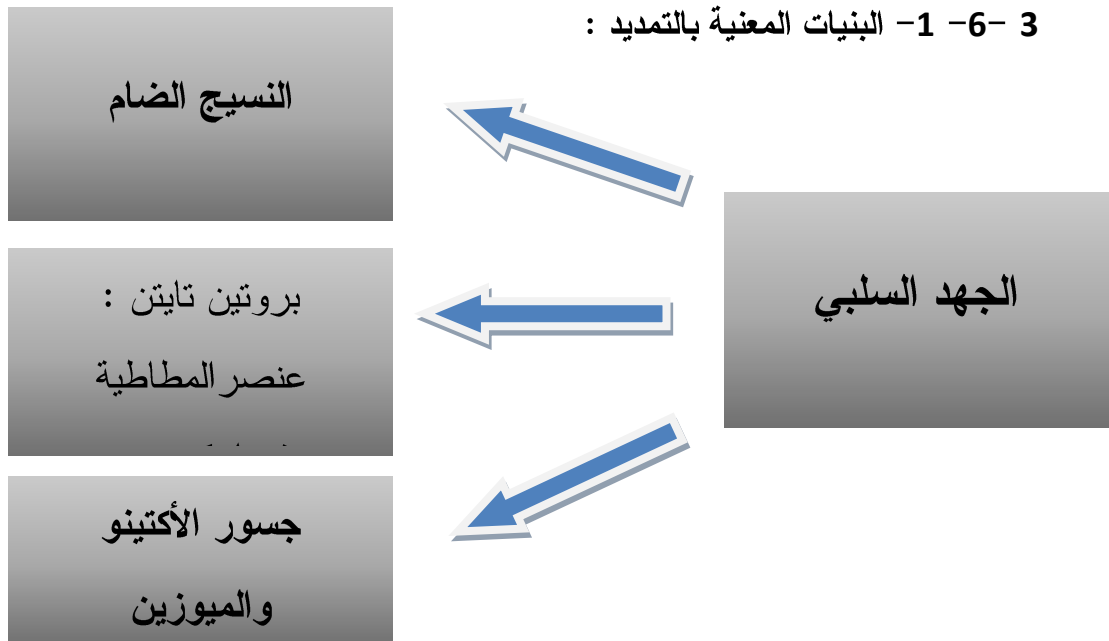 3 -6- 1- البنيات المعنية بالتمديد :
الجهد السلبي
النسيج الضام
بروتين تايتن :
عنصر المطاطية
جسور الأكتينو
والميوزين